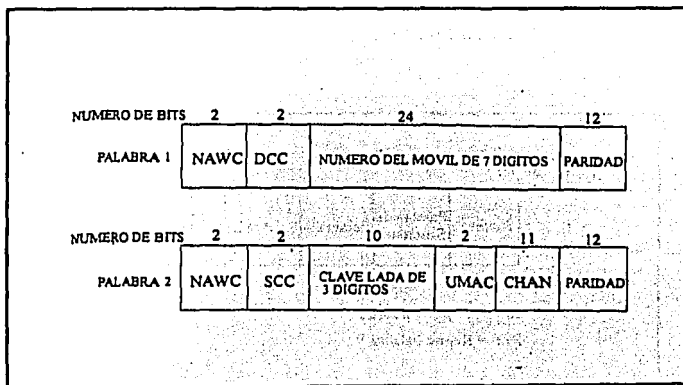 NUMERO DE BITS 2 2 24 12
PALABRA 1 NAWC DCC NUMERO DEL MOVIL DE 7 DIGITOS PARIDAD
NUMERO DE BITS 2 2 10 2 11 12
PALABRA 2 NAWC SCC CLAVE LADA DE UMAC CHAN PARIDAD
3 DIGITOS